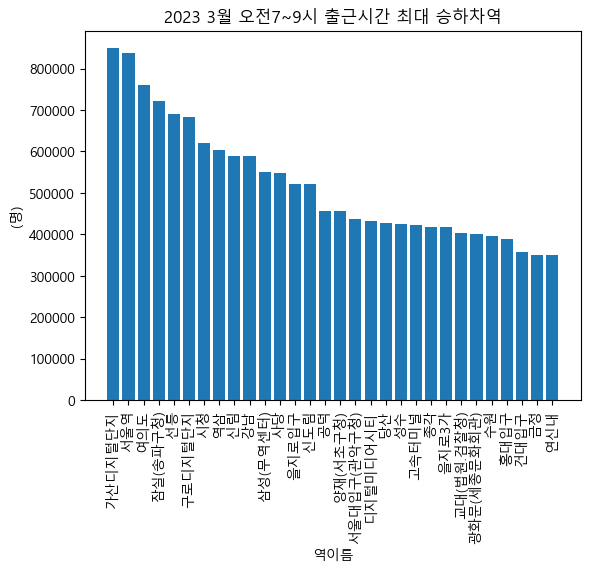 2023 3월 오전7~9시 출근시간 최대 승하차역
(명)
800000
700000
600000
500000
400000
300000
200000
100000
0
가산디지털단지
서울역
여의도
잠실(송파구청)
선릉
구로디지털단지
시청
역삼
신림
강남
삼성(무역센터)
사당
을지로입구
신도림
공덕
양재(서초구청)
서울대입구(관악구청)
디지털미디어시티
당산
성수
고속터미널
종각
을지로3가
교대(법원.검찰청)
광화문(세종문화회관)
수원
홍대입구
건대입구
합정
연신내
역이름